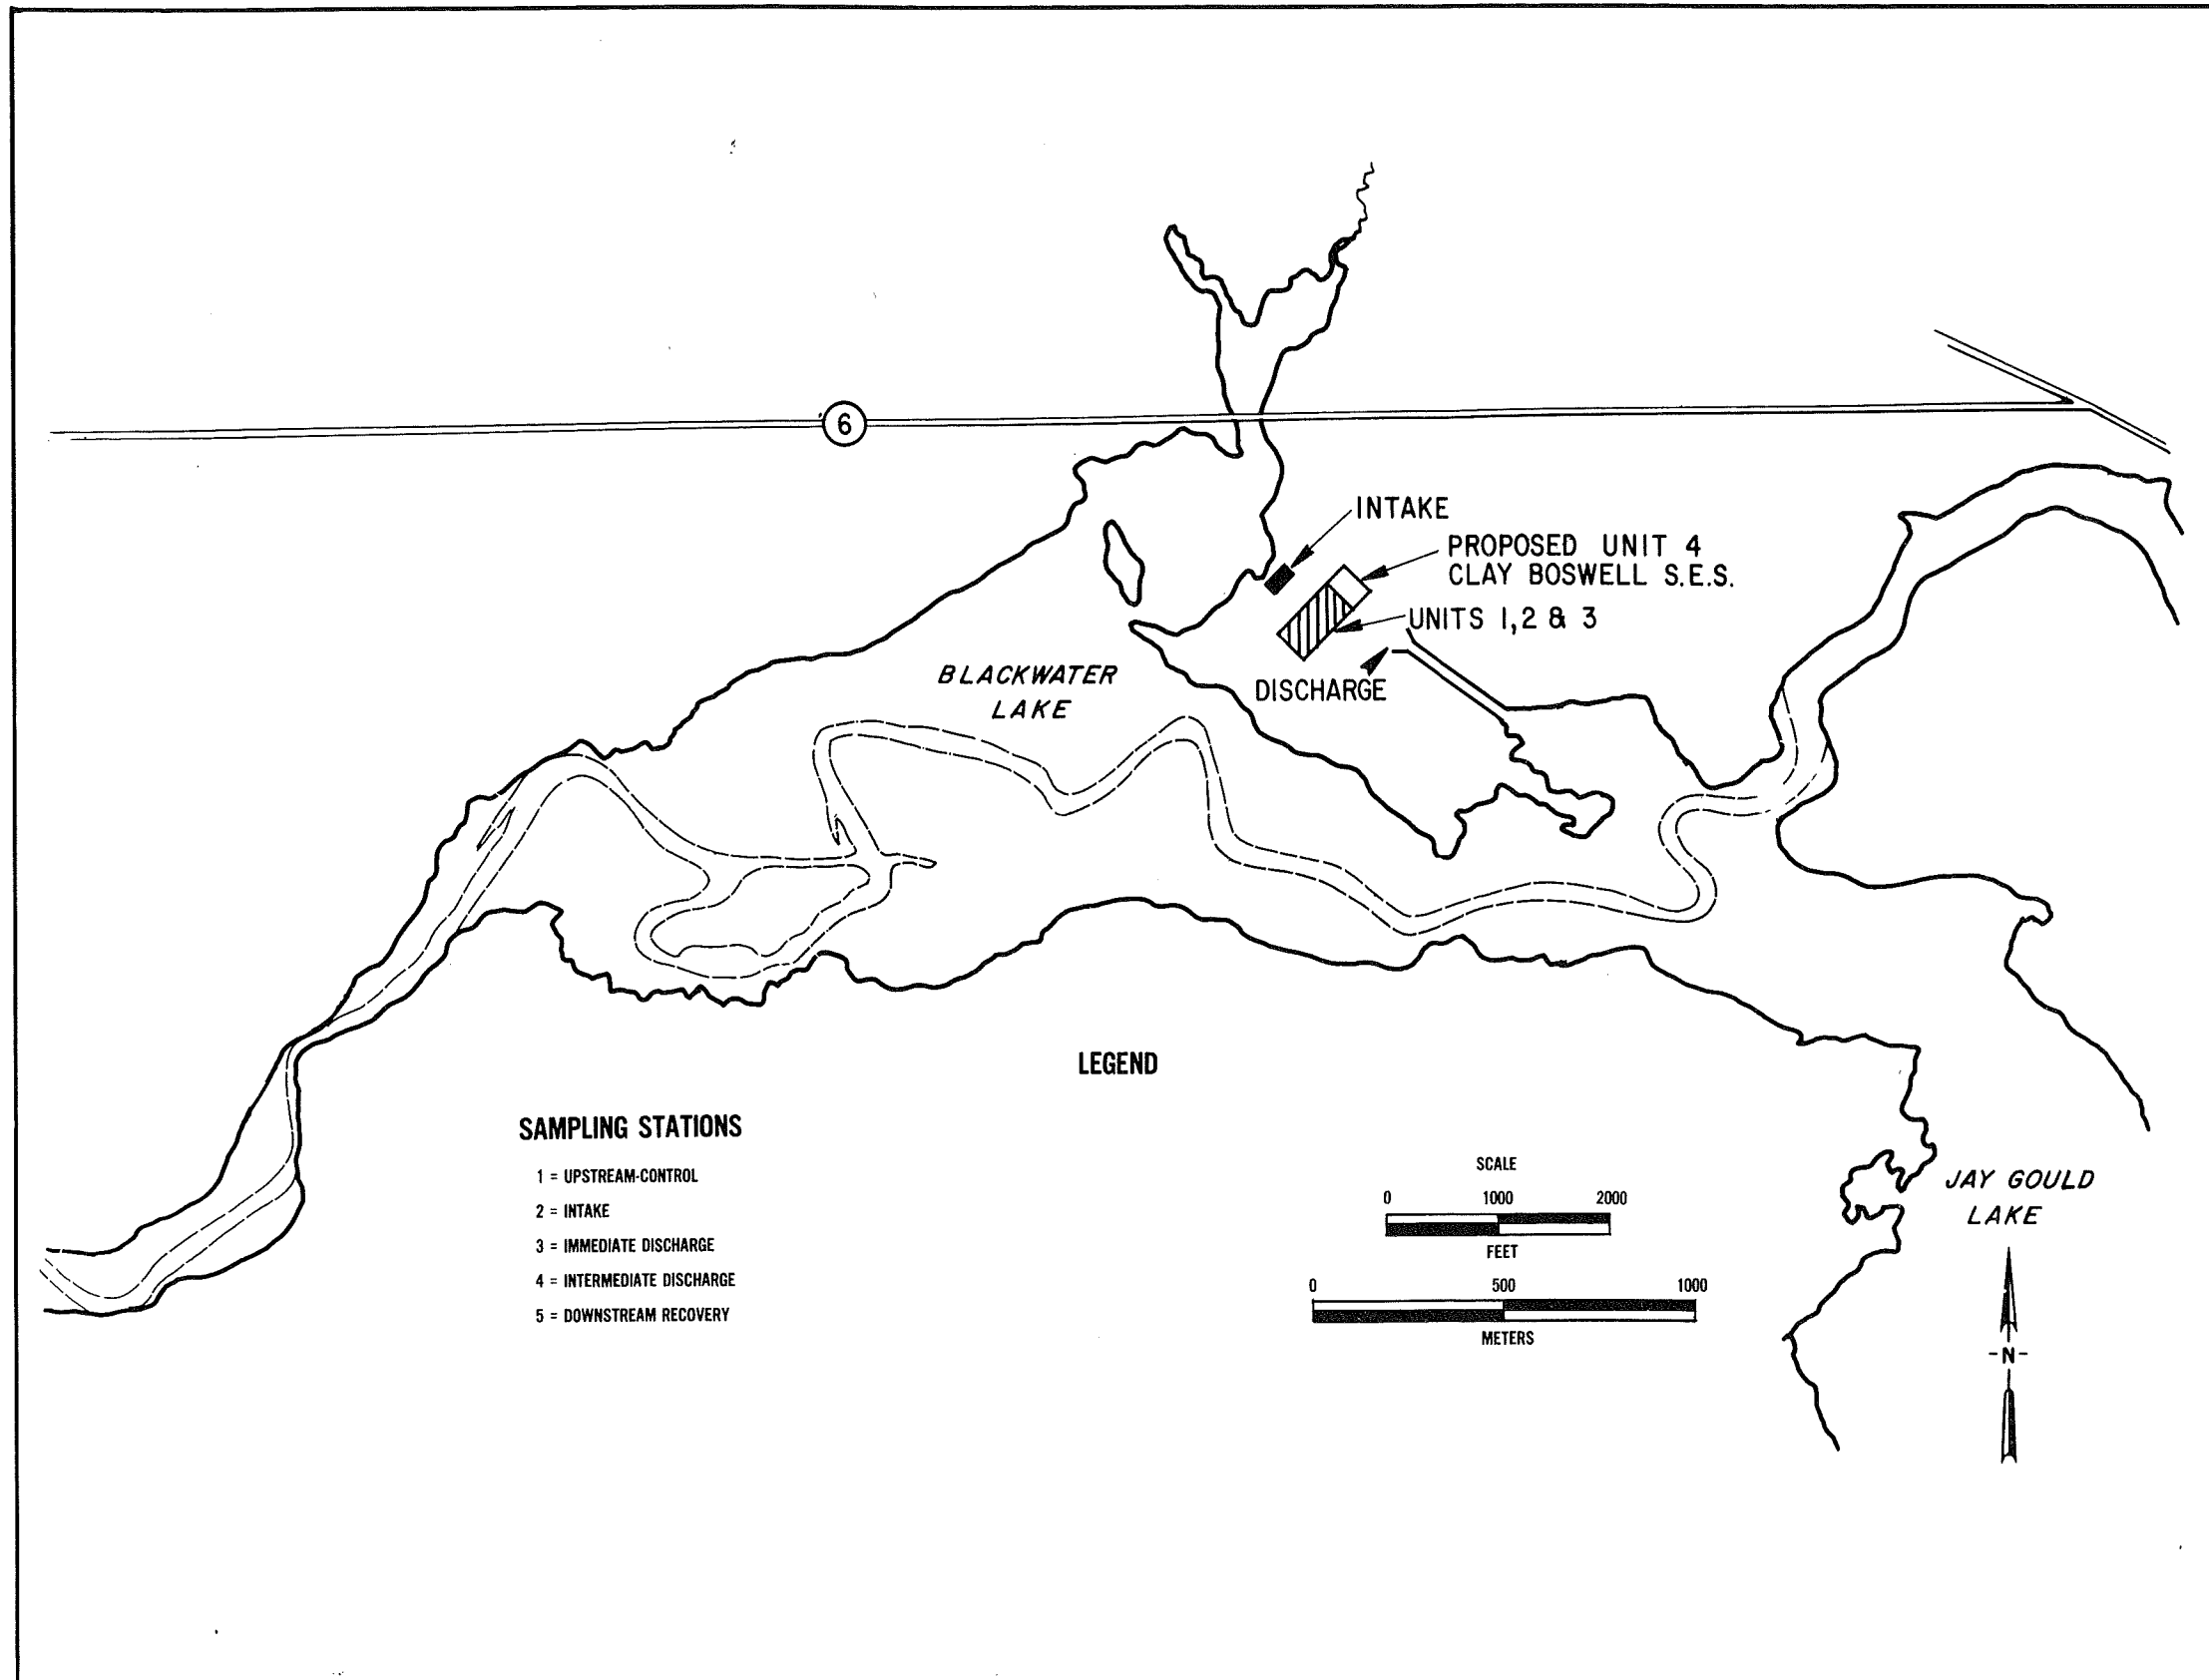 6
INTAKE
PROPOSED UNIT 4
CLAY BOSWELL S.E.S.
UNITS 1,2 & 3
DISCHARGE
BLACKWATER
LAKE
LEGEND
SAMPLING STATIONS
1 = UPSTREAM-CONTROL
2 = INTAKE
3 = IMMEDIATE DISCHARGE
4 = INTERMEDIATE DISCHARGE
5 = DOWNSTREAM RECOVERY
SCALE
0 1000 2000
FEET
0 500 1000
METERS
JAY GOULD
LAKE
-N-